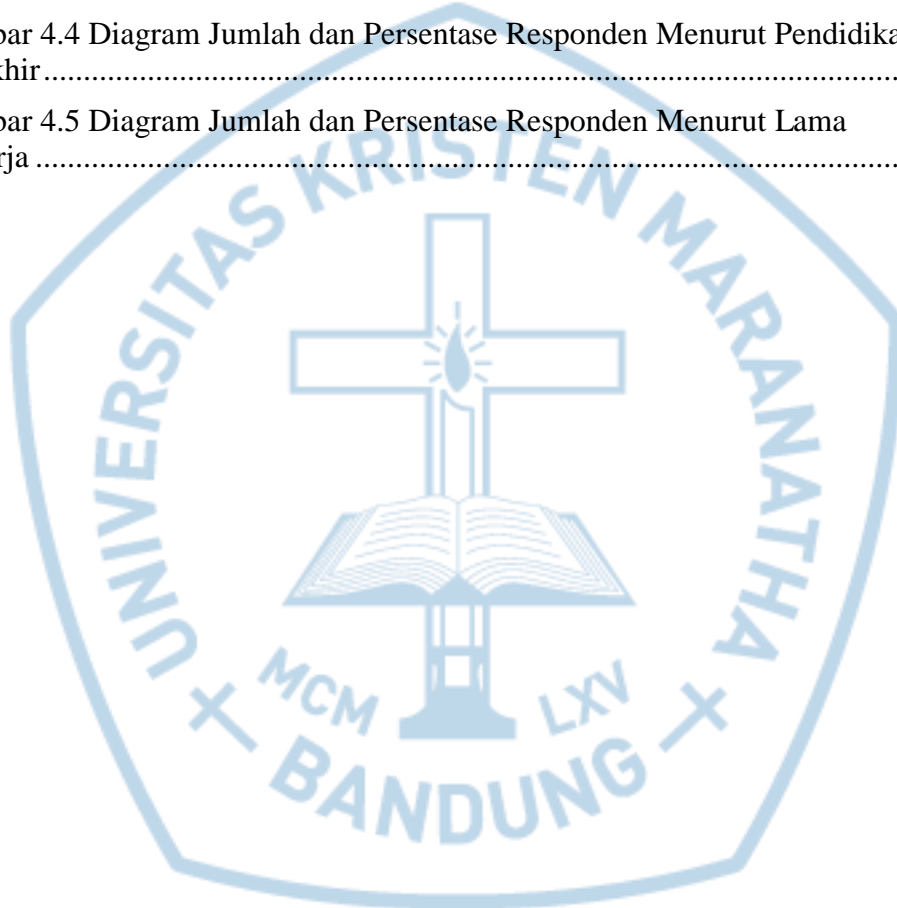 bar 4.4 Diagram Jumlah dan Persentase Responden Menurut Pendidika
khir
bar 4.5 Diagram Jumlah dan Persentase Responden Menurut Lama
rja
UNIVERSITAS KRISTEN MARANATHA
MCM LXV
BANDUNG